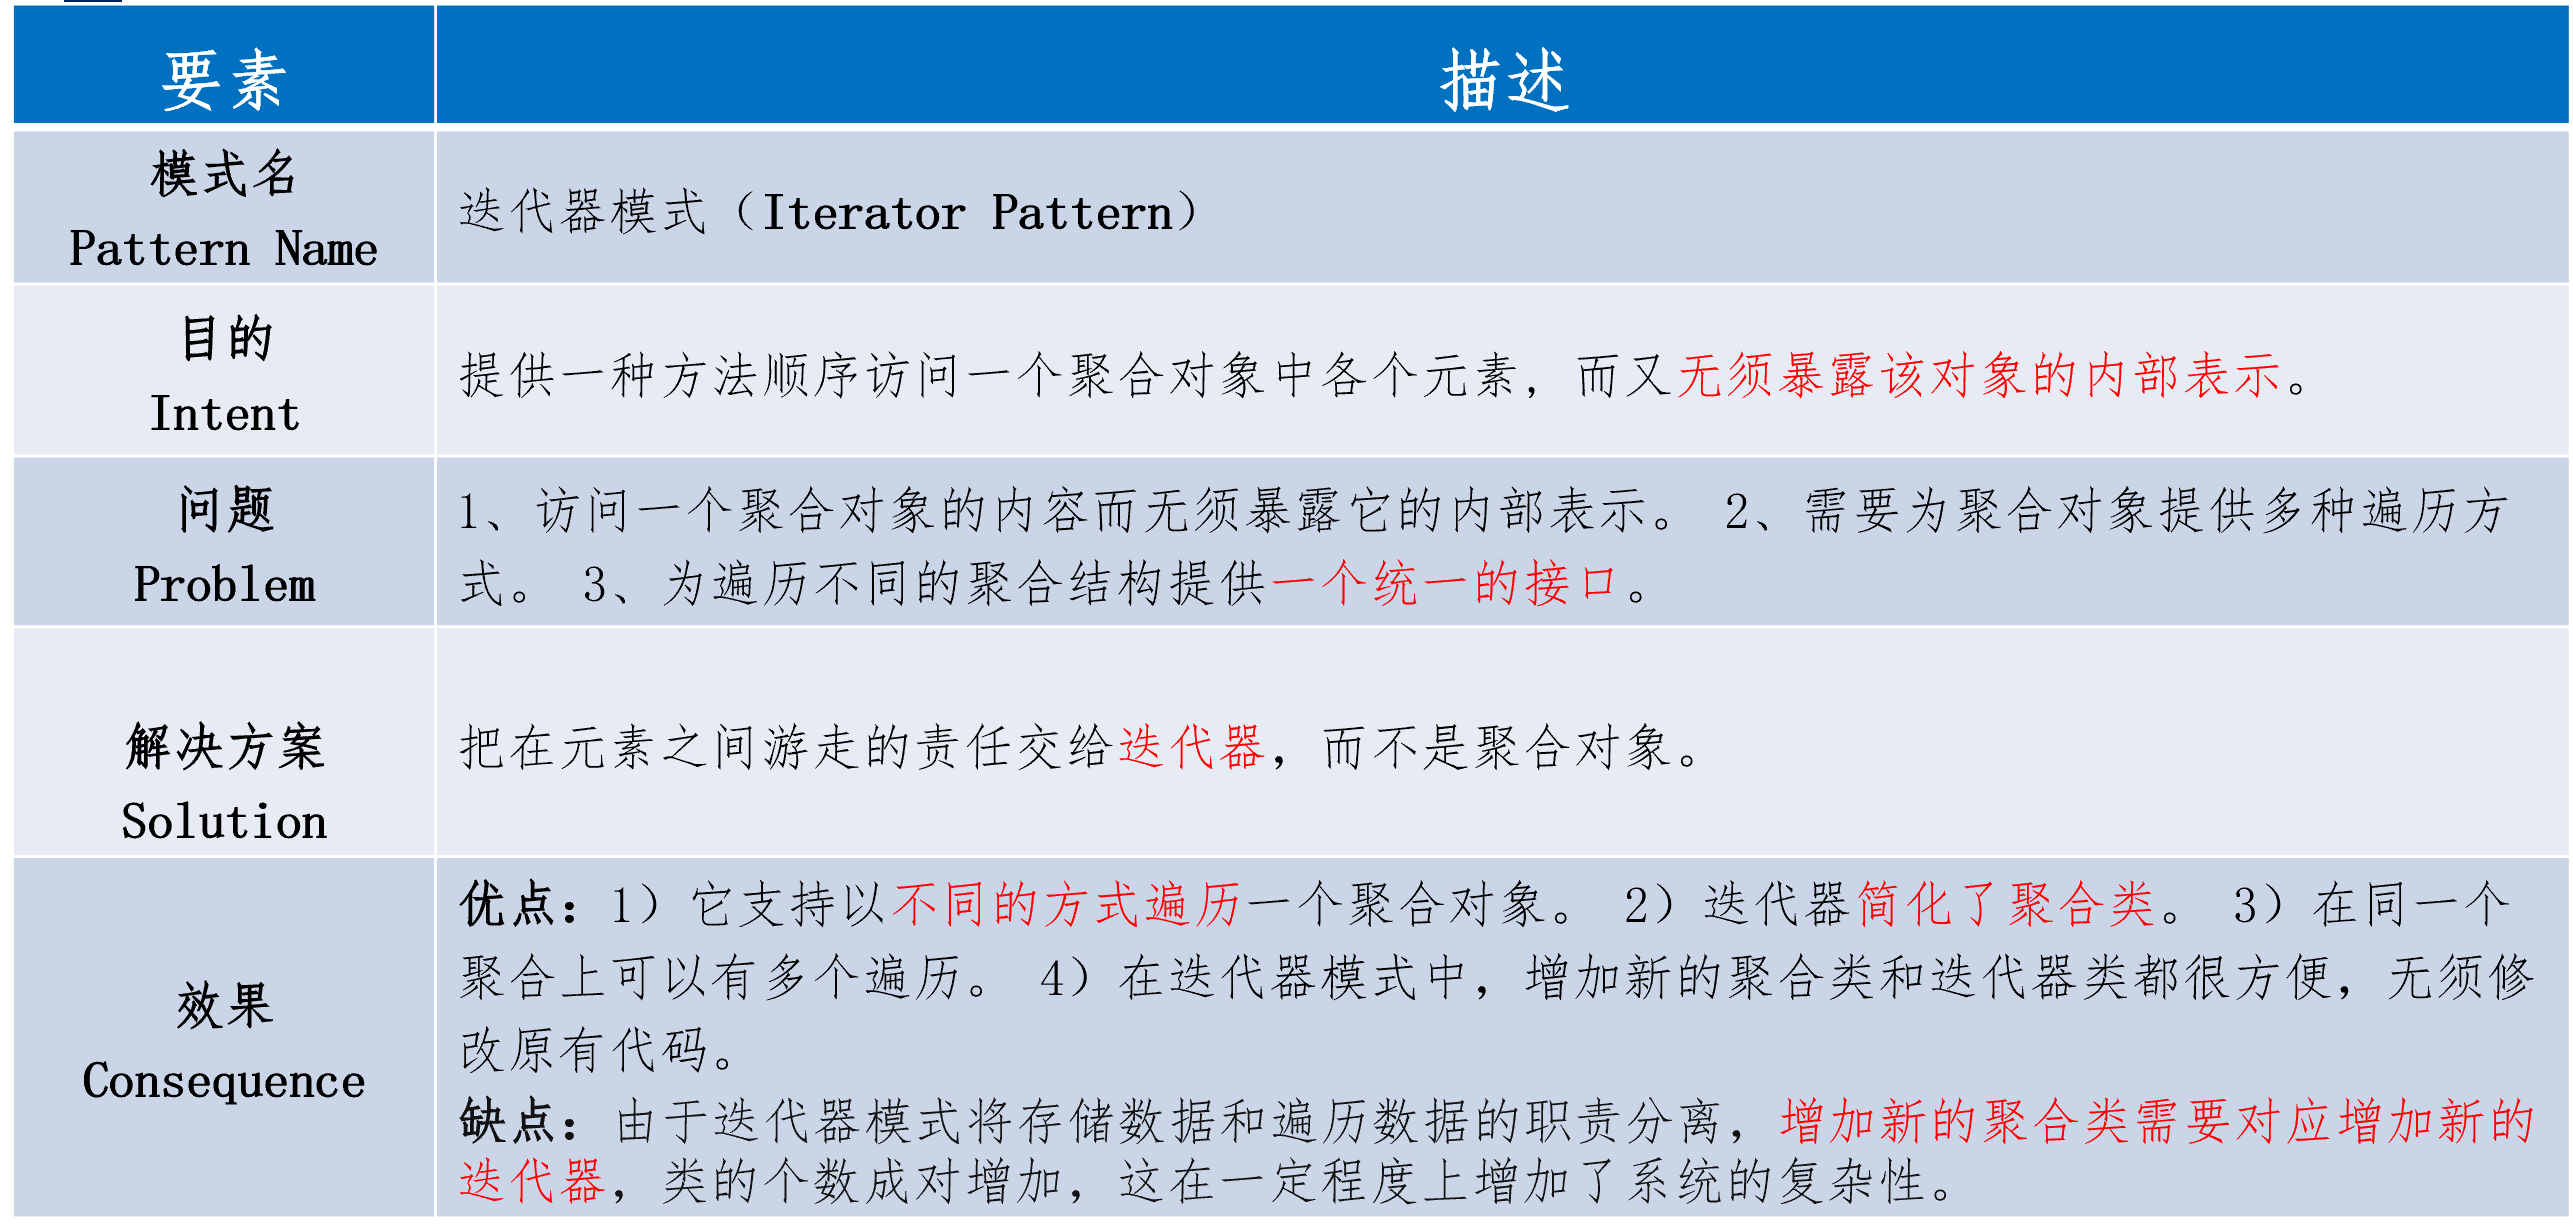 要素
描述
模式名
Pattern Name
迭代器模式（Iterator Pattern）
目的
Intent
提供一种方法顺序访问一个聚合对象中各个元素，而又无须暴露该对象的内部表示。
问题
Problem
1、访问一个聚合对象的内容而无须暴露它的内部表示。 2、需要为聚合对象提供多种遍历方
式。 3、为遍历不同的聚合结构提供一个统一的接口。
解决方案
Solution
把在元素之间游走的责任交给迭代器，而不是聚合对象。
效果
Consequence
优点：1）它支持以不同的方式遍历一个聚合对象。 2）迭代器简化了聚合类。 3）在同一个
聚合上可以有多个遍历。 4）在迭代器模式中，增加新的聚合类和迭代器类都很方便，无须修
改原有代码。
缺点：由于迭代器模式将存储数据和遍历数据的职责分离，增加新的聚合类需要对应增加新的
迭代器，类的个数成对增加，这在一定程度上增加了系统的复杂性。